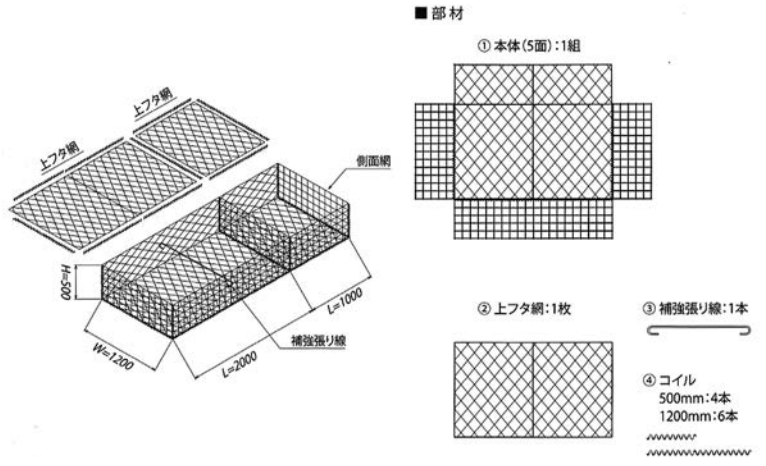 上フタ網
上フタ網
側面網
H=500
W=1200
L=2000
L=1000
補強張り線
■ 部材
① 本体(5面):1組
② 上フタ網:1枚
③ 補強張り線:1本
④ コイル
500mm:4本
1200mm:6本